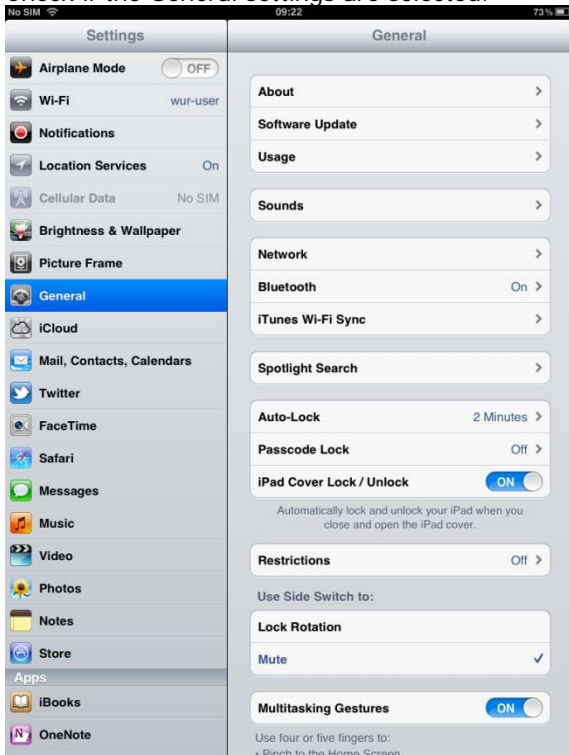 check if the General settings are selected.
No SIM 09:22 73%
Settings
Airplane Mode OFF
Wi-Fi wur-user
Notifications
Location Services On
Cellular Data No SIM
Brightness & Wallpaper
Picture Frame
General
iCloud
Mail, Contacts, Calendars
Twitter
FaceTime
Safari
Messages
Music
Video
Photos
Notes
Store
Apps
iBooks
OneNote
General
About
Software Update
Usage
Sounds
Network
Bluetooth On
iTunes Wi-Fi Sync
Spotlight Search
Auto-Lock 2 Minutes
Passcode Lock Off
iPad Cover Lock / Unlock ON
Automatically lock and unlock your iPad when you
close and open the iPad cover.
Restrictions Off
Use Side Switch to:
Lock Rotation
Mute
Multitasking Gestures ON
Use four or five fingers to:
• Pinch to the Home Screen